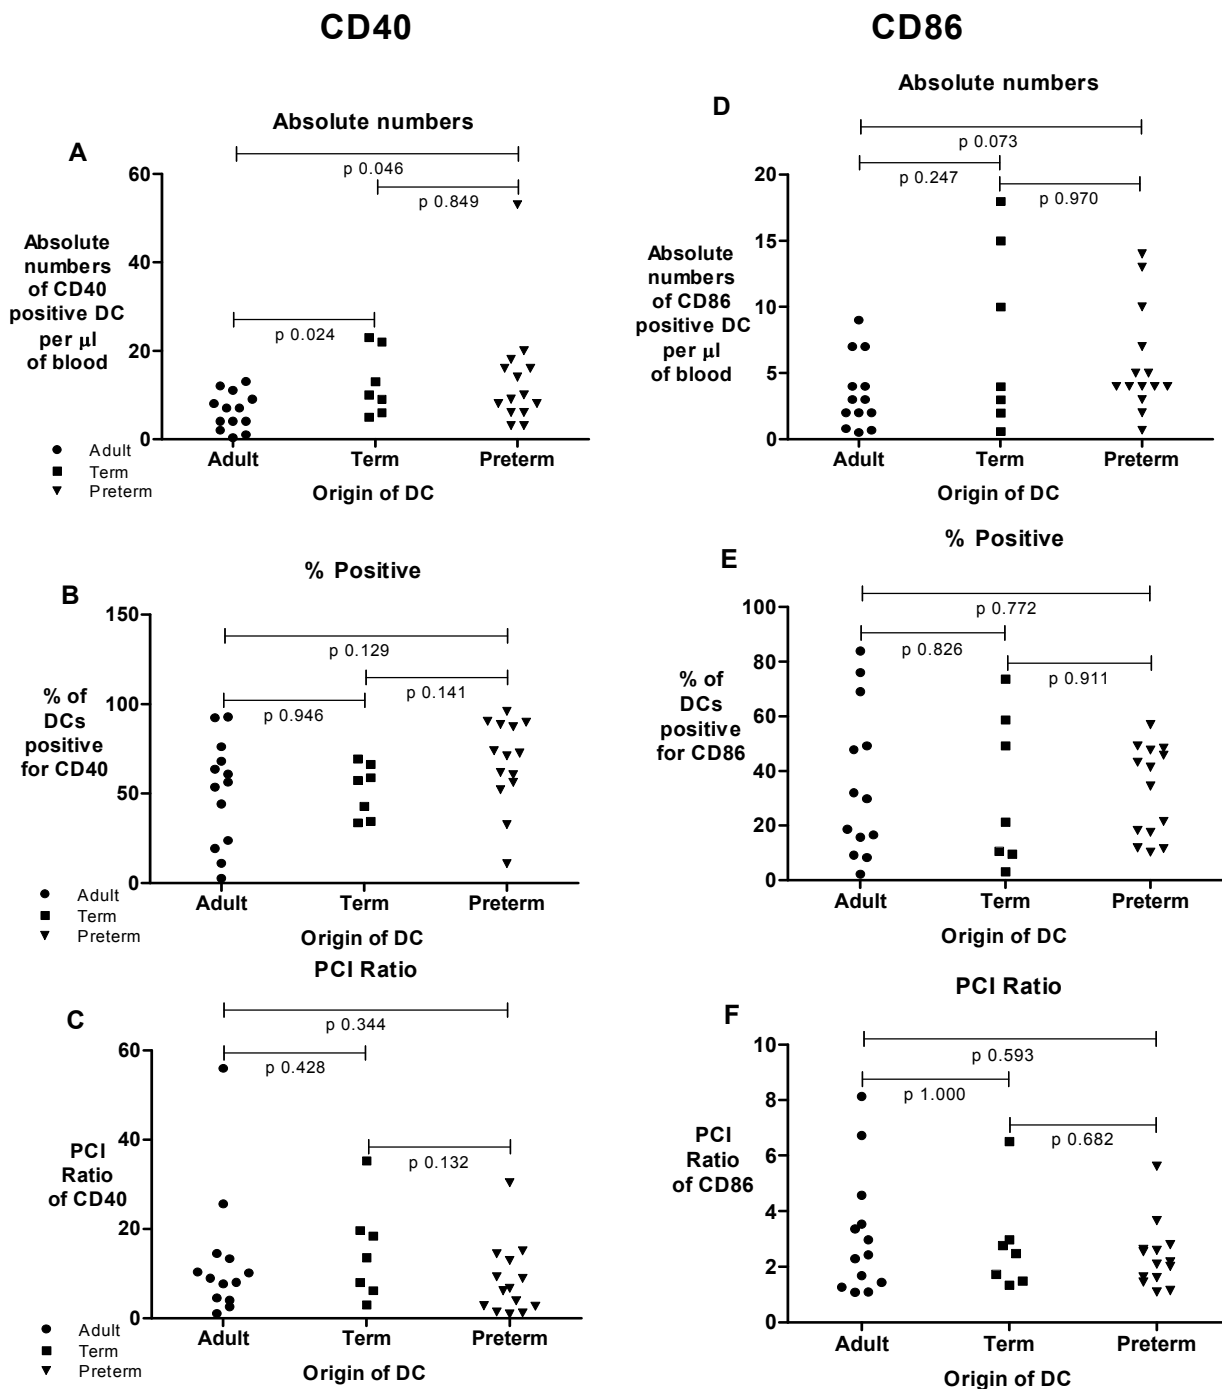 CD40
CD86
A
Absolute numbers
p 0.046
p 0.849
p 0.024
60
40
20
0
Absolute
numbers
of CD40
positive DC
per μl
of blood
Adult
Term
Preterm
Adult
Term
Preterm
Origin of DC
D
Absolute numbers
p 0.073
p 0.247
p 0.970
20
15
10
5
0
Absolute
numbers
of CD86
positive DC
per μl
of blood
Adult
Term
Preterm
Origin of DC
B
% Positive
p 0.129
p 0.141
p 0.946
150
100
50
0
% of
DCs
positive
for CD40
Adult
Term
Preterm
Adult
Term
Preterm
Origin of DC
E
% Positive
p 0.772
p 0.826
p 0.911
100
80
60
40
20
0
% of
DCs
positive
for CD86
Adult
Term
Preterm
Origin of DC
C
PCI Ratio
p 0.344
p 0.428
p 0.132
60
40
20
0
PCI
Ratio
of CD40
Adult
Term
Preterm
Adult
Term
Preterm
Origin of DC
F
PCI Ratio
p 0.593
p 1.000
p 0.682
10
8
6
4
2
0
PCI
Ratio
of CD86
Adult
Term
Preterm
Origin of DC